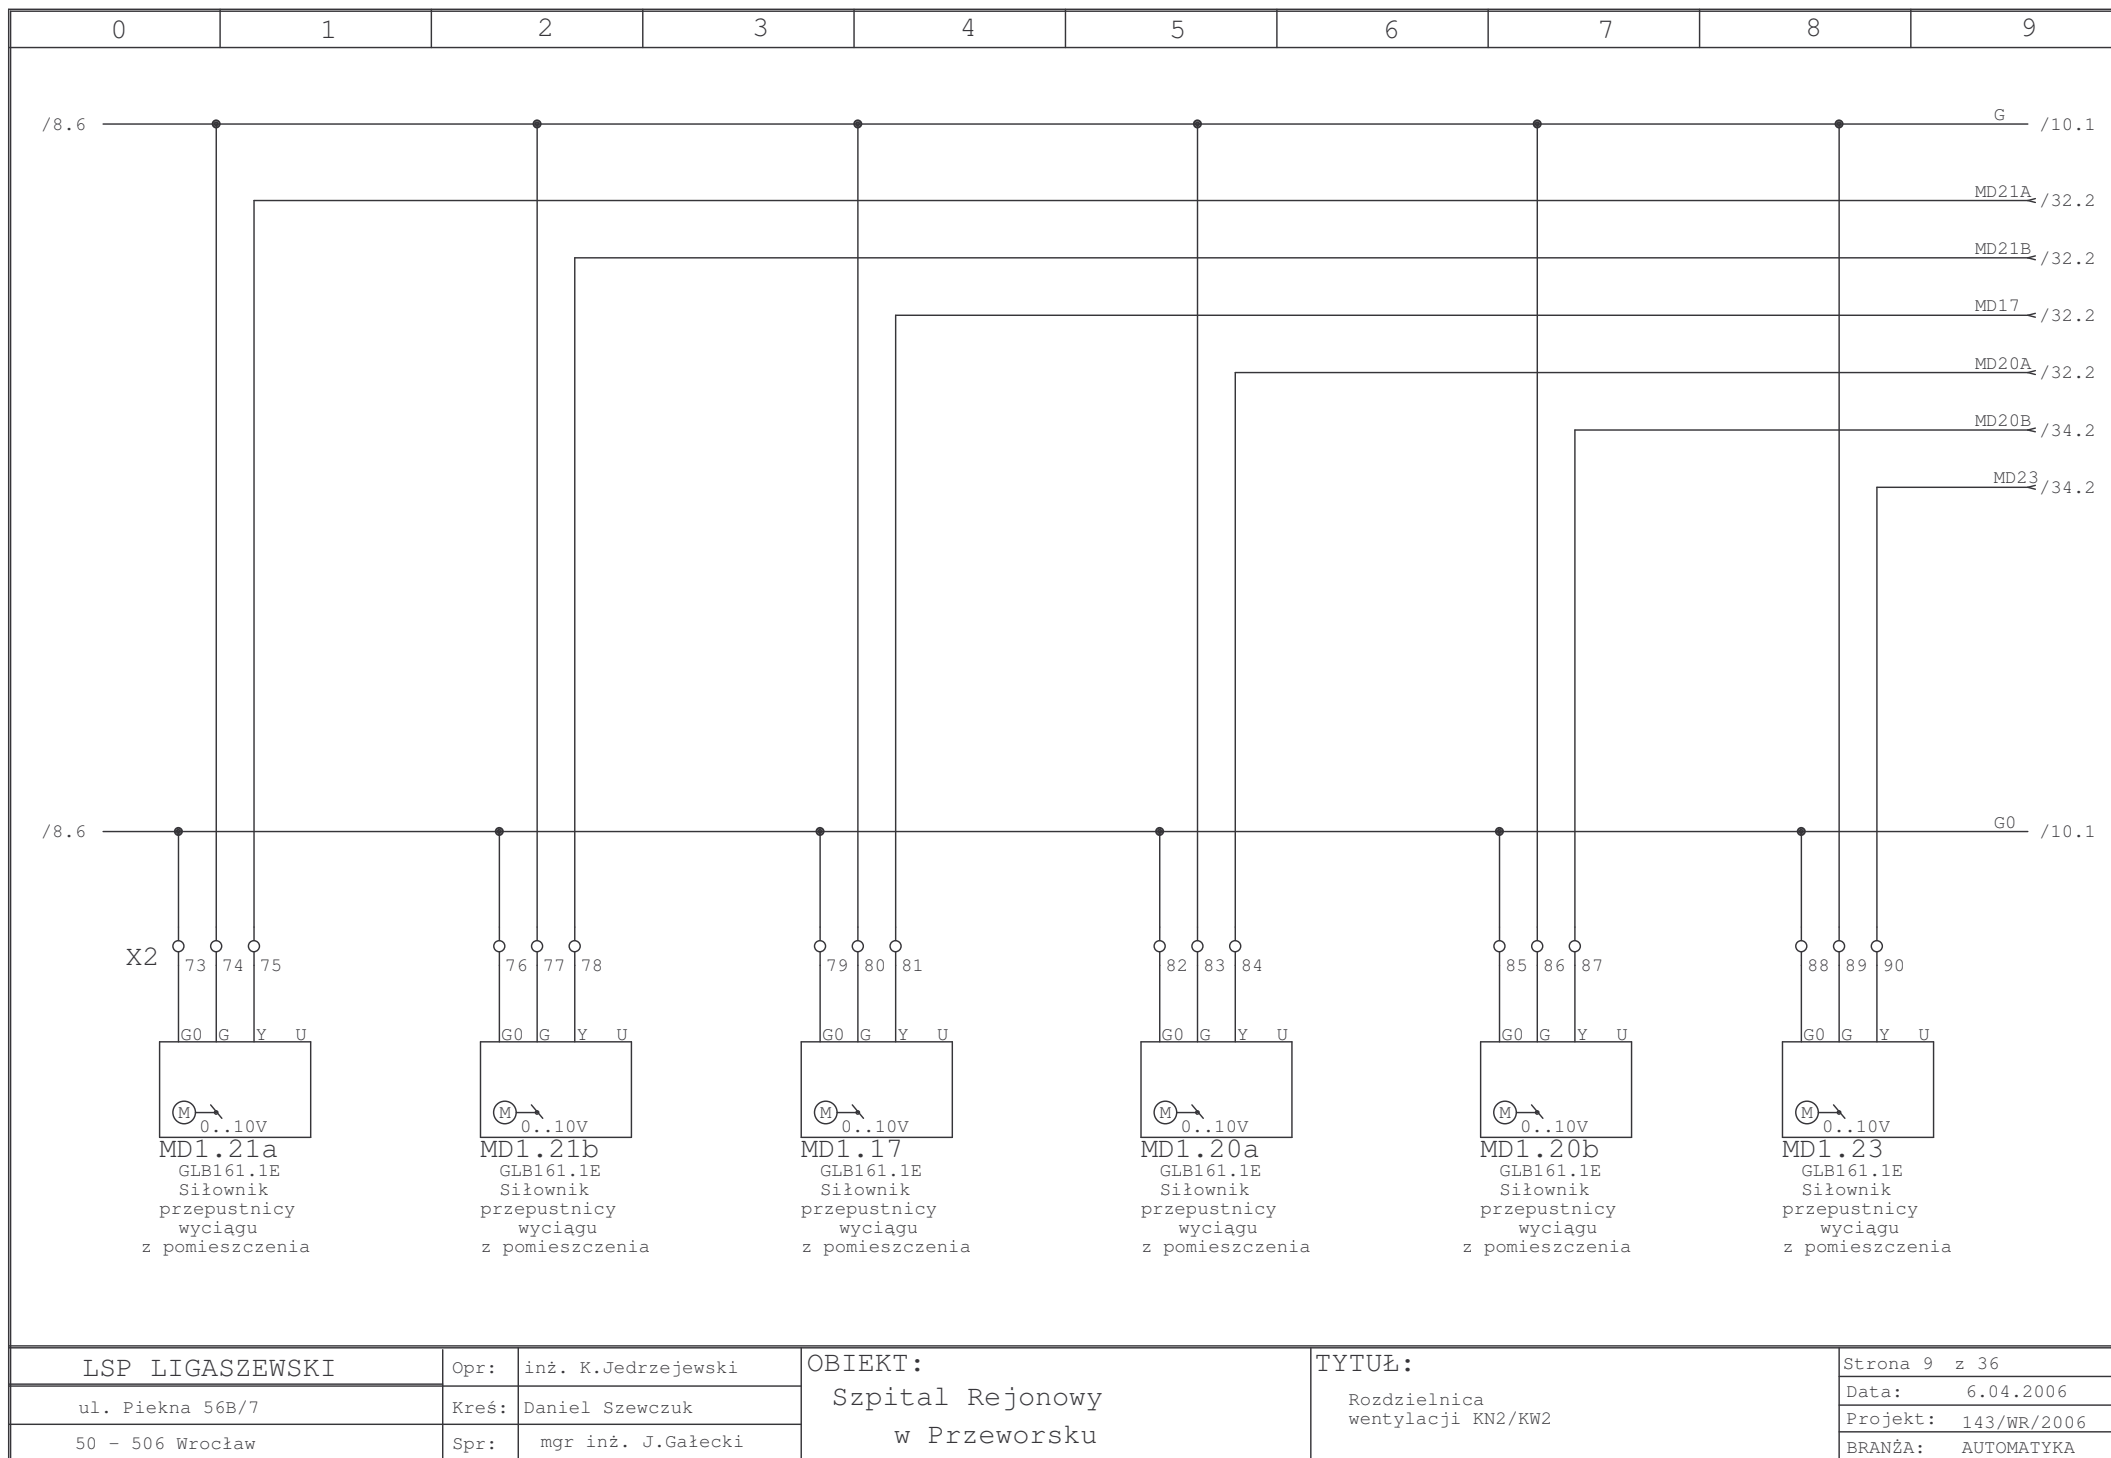 0 1 2 3 4 5 6 7 8 9
/8.6 G /10.1
MD21A /32.2
MD21B /32.2
MD17 /32.2
MD20A /32.2
MD20B /34.2
MD23 /34.2
/8.6 G0 /10.1
X2 73 74 75 76 77 78 79 80 81 82 83 84 85 86 87 88 89 90
G0 G Y U G0 G Y U G0 G Y U G0 G Y U G0 G Y U G0 G Y U
M M M M M M
0..10V 0..10V 0..10V 0..10V 0..10V 0..10V
MD1.21a MD1.21b MD1.17 MD1.20a MD1.20b MD1.23
GLB161.1E GLB161.1E GLB161.1E GLB161.1E GLB161.1E GLB161.1E
Siłownik Siłownik Siłownik Siłownik Siłownik Siłownik
przepustnicy przepustnicy przepustnicy przepustnicy przepustnicy przepustnicy
wyciągu wyciągu wyciągu wyciągu wyciągu wyciągu
z pomieszczenia z pomieszczenia z pomieszczenia z pomieszczenia z pomieszczenia z pomieszczenia
LSP LIGASZEWSKI
ul. Piekna 56B/7
50 - 506 Wrocław
Opr: inż. K.Jedrzejewski
Kreś: Daniel Szewczuk
Spr: mgr inż. J.Gałecki
OBIEKT:
Szpital Rejonowy
w Przeworsku
TYTUŁ:
Rozdzielnica
wentylacji KN2/KW2
Strona 9 z 36
Data: 6.04.2006
Projekt: 143/WR/2006
BRANŻA: AUTOMATYKA